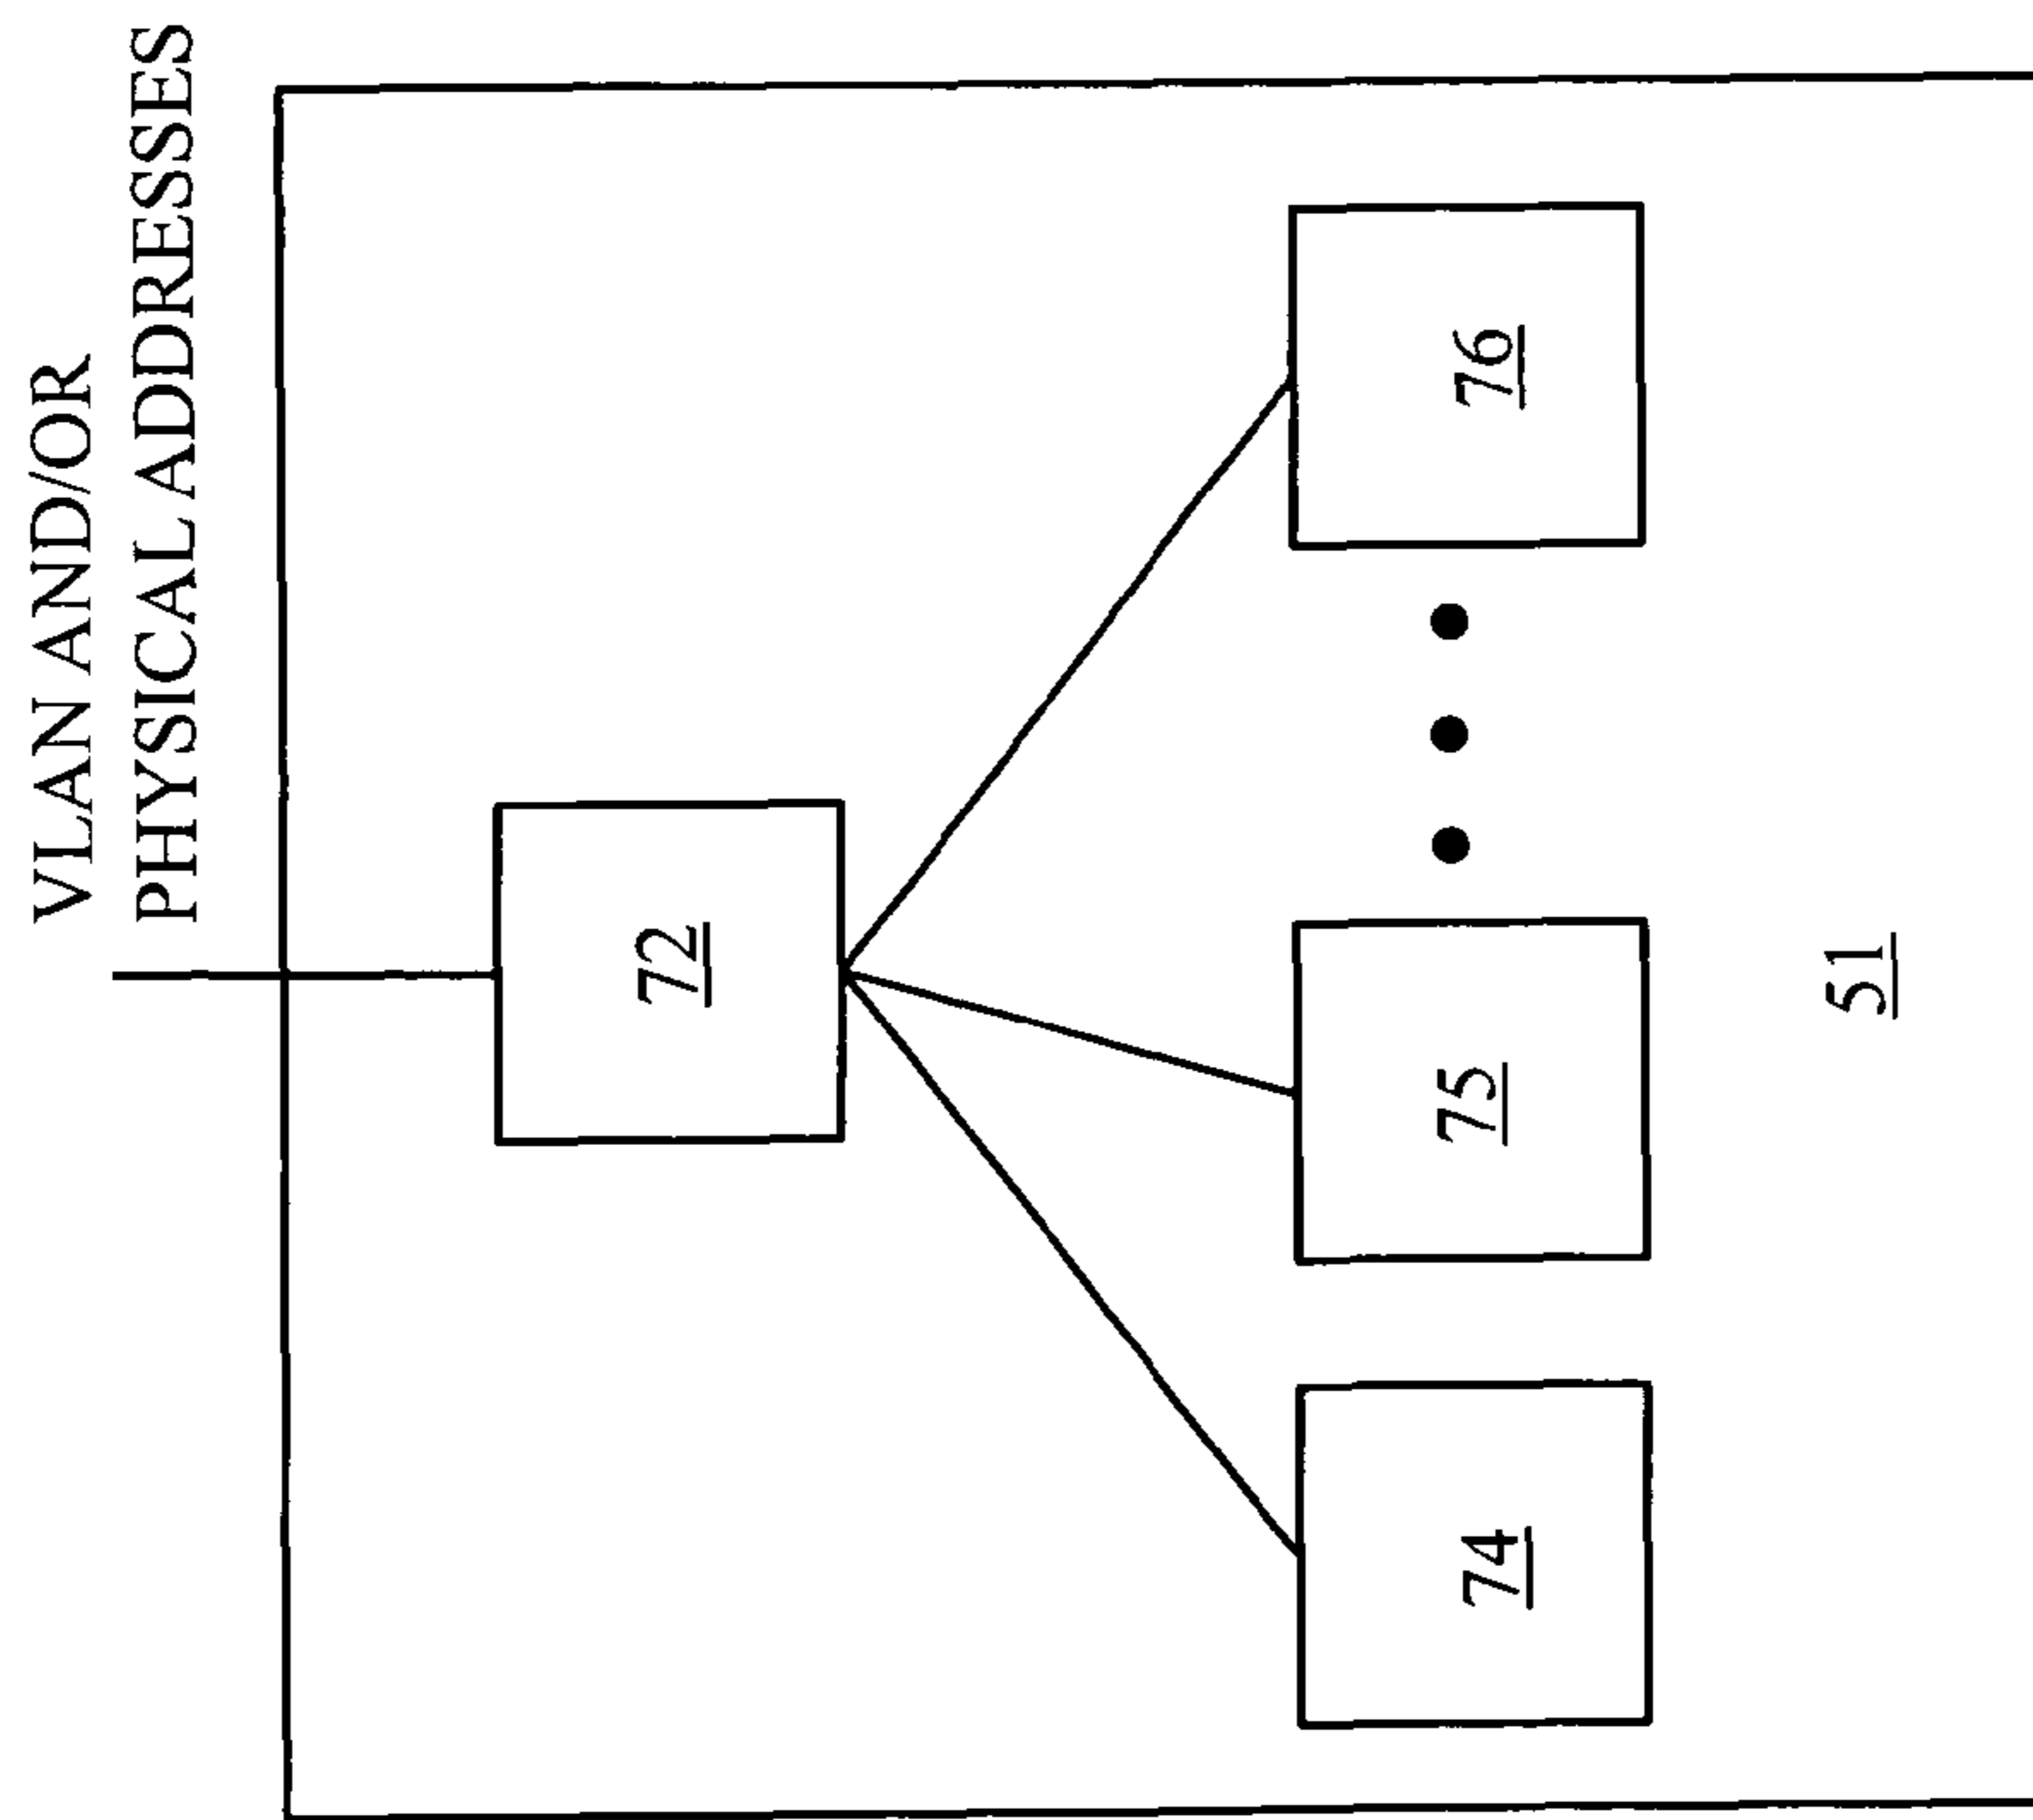 VLAN AND/OR
PHYSICAL ADDRESSES
72
74
75
76
51